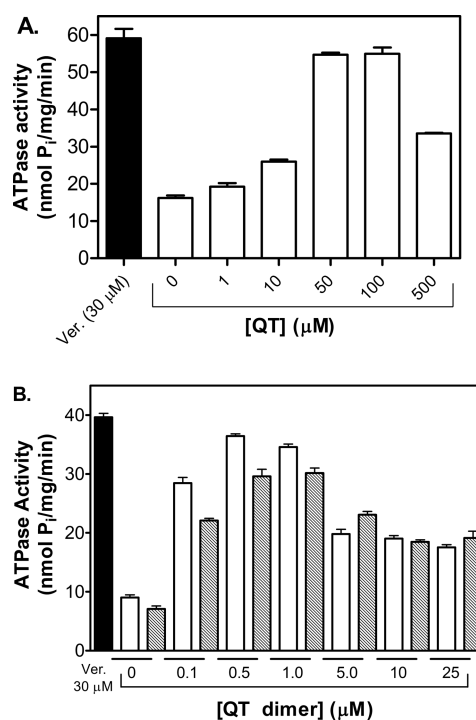 A.
ATPase activity
(nmol Pi/mg/min)
60
50
40
30
20
10
0
Ver. (30 μM)
0
1
10
50
100
500
[QT] (μM)
B.
ATPase Activity
(nmol Pi/mg/min)
40
30
20
10
0
Ver.
30 μM
0
0.1
0.5
1.0
5.0
10
25
[QT dimer] (μM)